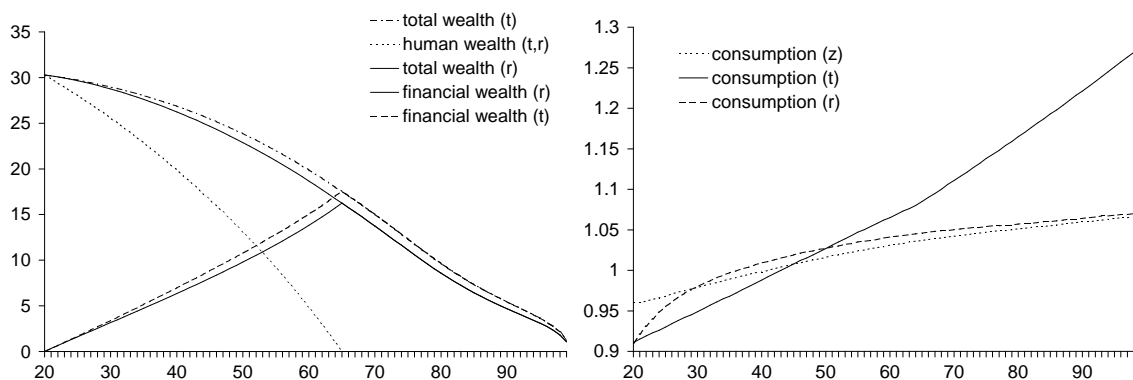 35
30
25
20
15
10
5
0
20 30 40 50 60 70 80 90
total wealth (t)
human wealth (t,r)
total wealth (r)
financial wealth (r)
financial wealth (t)
1.3
1.25
1.2
1.15
1.1
1.05
1
0.95
0.9
20 30 40 50 60 70 80 90
consumption (z)
consumption (t)
consumption (r)